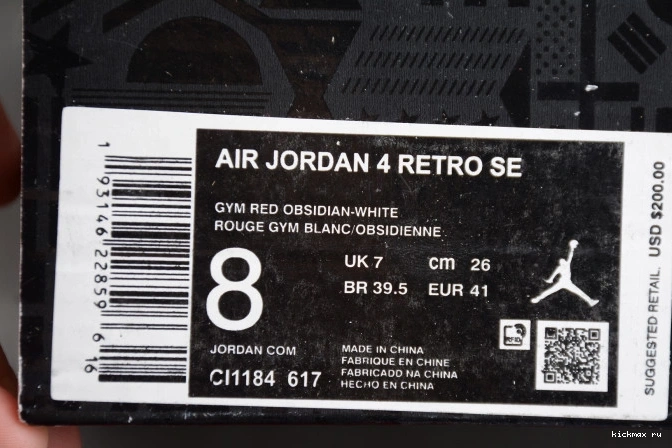 AIR JORDAN 4 RETRO SE
GYM RED OBSIDIAN-WHITE
ROUGE GYM BLANC/OBSIDIENNE
8
UK 7 cm 26
BR 39.5 EUR 41
JORDAN COM
CI1184 617
MADE IN CHINA
FABRIQUE EN CHINE
FABRICADO NA CHINA
HECHO EN CHINA
RFID
1 93146 22859 6 16
SUGGESTED RETAIL USD $200.00
kickmax ru